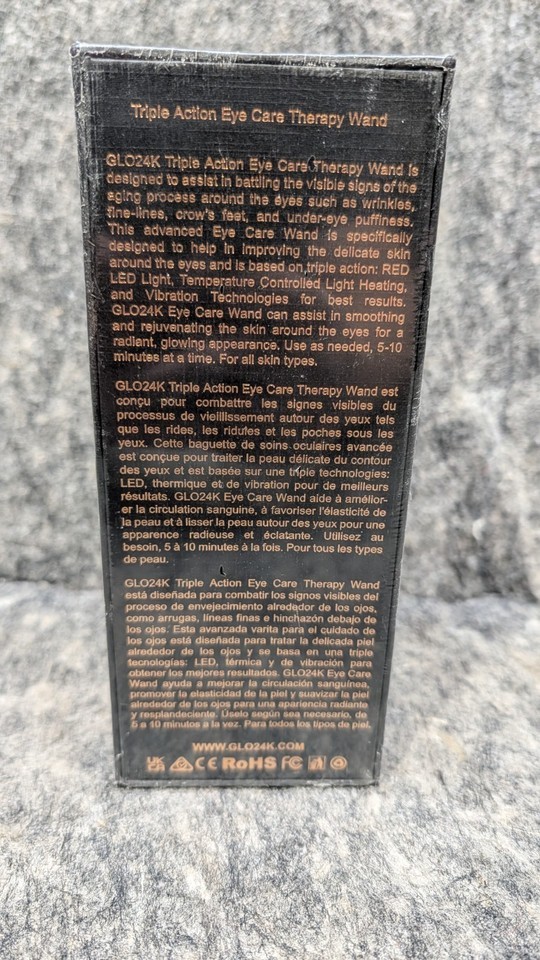 Triple Action Eye Care Therapy Wand
GLO24K Triple Action Eye Care Therapy Wand is
designed to assist in battling the visible signs of the
aging process around the eyes such as wrinkles,
fine-lines, crow's feet, and under-eye puffiness.
This advanced Eye Care Wand is specifically
designed to help in improving the delicate skin
around the eyes and is based on triple action: RED
LED Light, Temperature Controlled Light Heating,
and Vibration Technologies for best results.
GLO24K Eye Care Wand can assist in smoothing
and rejuvenating the skin around the eyes for a
radiant, glowing appearance. Use as needed, 5-10
minutes at a time. For all skin types.
GLO24K Triple Action Eye Care Therapy Wand est
conçu pour combattre les signes visibles du
processus de vieillissement autour des yeux tels
que les rides, les ridules et les poches sous les
yeux. Cette baguette de soins oculaires avancée
est conçue pour traiter la peau délicate du contour
des yeux et est basée sur une triple technologies:
LED, thermique et de vibration pour de meilleurs
résultats. GLO24K Eye Care Wand aide à amélior-
er la circulation sanguine, à favoriser l'élasticité de
la peau et à lisser la peau autour des yeux pour une
apparence radieuse et éclatante. Utilisez au
besoin, 5 à 10 minutes à la fois. Pour tous les types
de peau.
GLO24K Triple Action Eye Care Therapy Wand
está diseñada para combatir los signos visibles del
proceso de envejecimiento alrededor de los ojos,
como arrugas, líneas finas e hinchazón debajo de
los ojos. Esta avanzada varita para el cuidado de
los ojos está diseñada para tratar la delicada piel
alrededor de los ojos y se basa en una triple
tecnologías: LED, térmica y de vibración para
obtener los mejores resultados. GLO24K Eye Care
Wand ayuda a mejorar la circulación sanguínea,
promover la elasticidad de la piel y suavizar la piel
alrededor de los ojos para una apariencia radiante
y resplandeciente. Úselo según sea necesario, de
5 a 10 minutos a la vez. Para todos los tipos de piel.
WWW.GLO24K.COM
UKCA CE RoHS FC